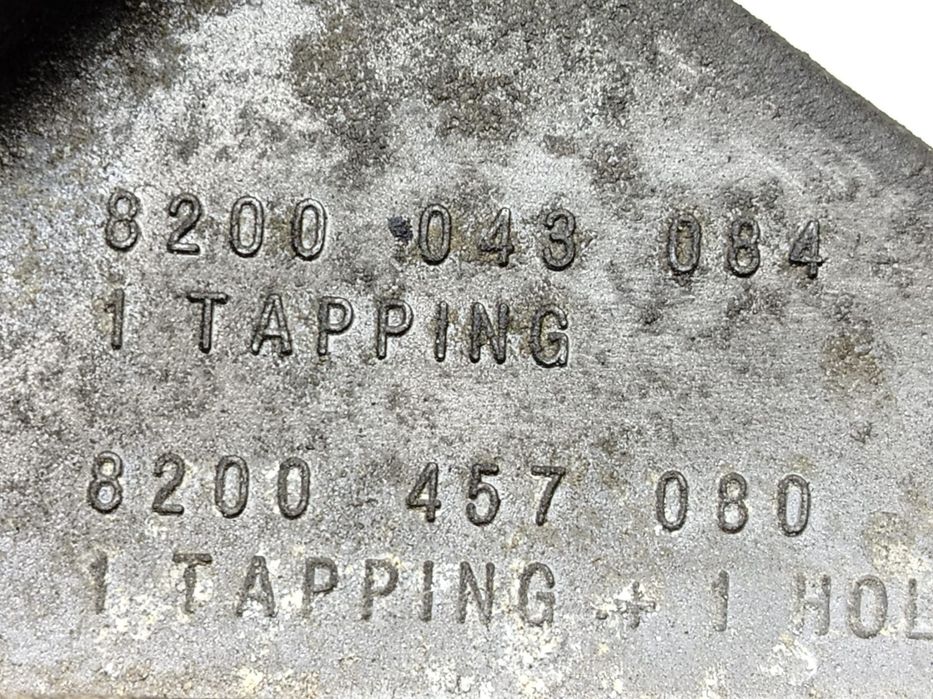 8200 043 084
1 TAPPING
8200 457 080
1 TAPPING + 1 HOL